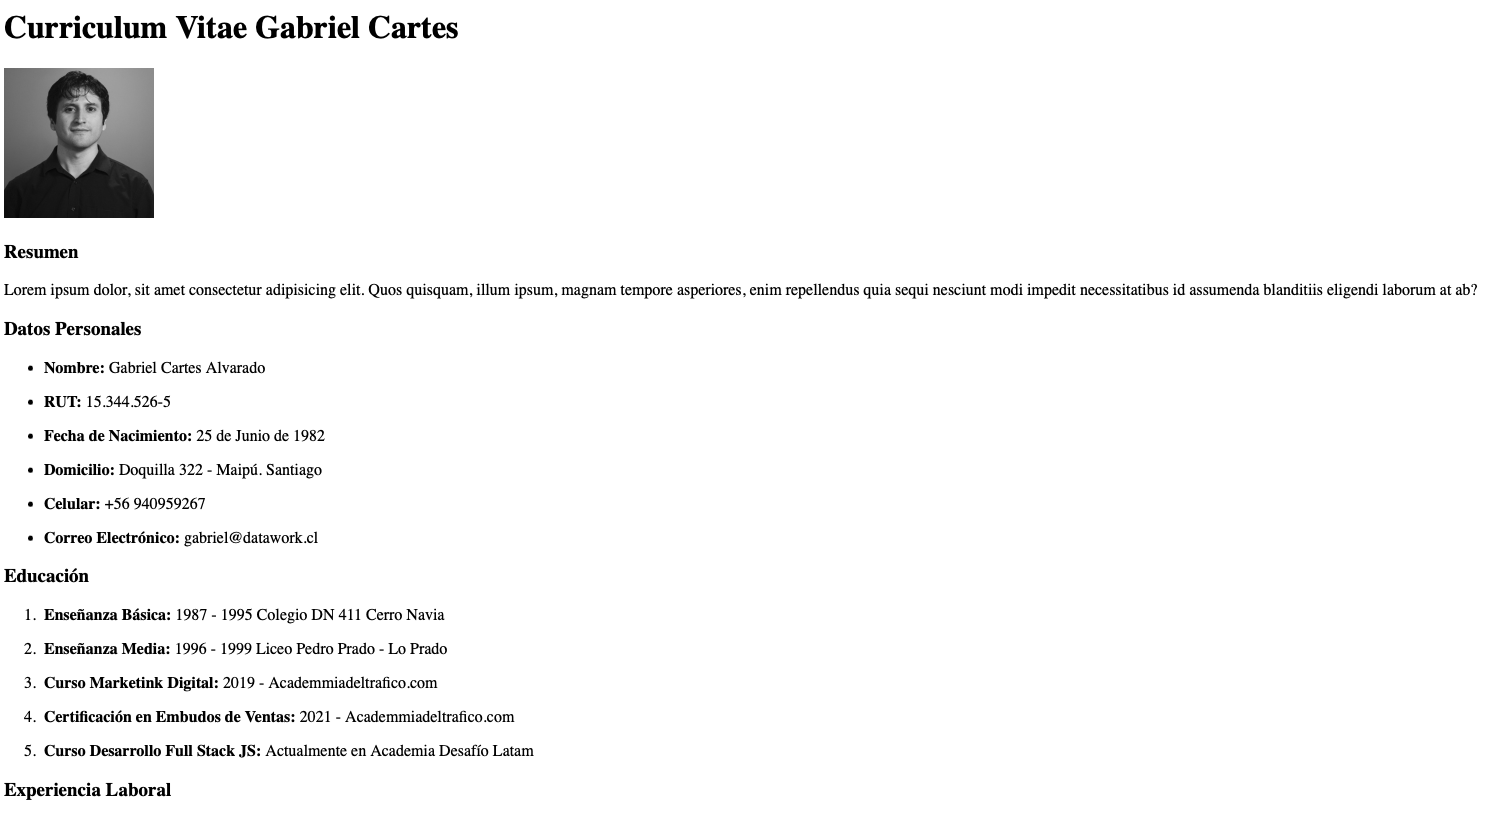 Curriculum Vitae Gabriel Cartes
Resumen
Lorem ipsum dolor, sit amet consectetur adipisicing elit. Quos quisquam, illum ipsum, magnam tempore asperiores, enim repellendus quia sequi nesciunt modi impedit necessitatibus id assumenda blanditiis eligendi laborum at ab?
Datos Personales
• Nombre: Gabriel Cartes Alvarado
• RUT: 15.344.526-5
• Fecha de Nacimiento: 25 de Junio de 1982
• Domicilio: Doquilla 322 - Maipú. Santiago
• Celular: +56 940959267
• Correo Electrónico: gabriel@datawork.cl
Educación
1. Enseñanza Básica: 1987 - 1995 Colegio DN 411 Cerro Navia
2. Enseñanza Media: 1996 - 1999 Liceo Pedro Prado - Lo Prado
3. Curso Marketink Digital: 2019 - Academmiadeltrafico.com
4. Certificación en Embudos de Ventas: 2021 - Academmiadeltrafico.com
5. Curso Desarrollo Full Stack JS: Actualmente en Academia Desafío Latam
Experiencia Laboral